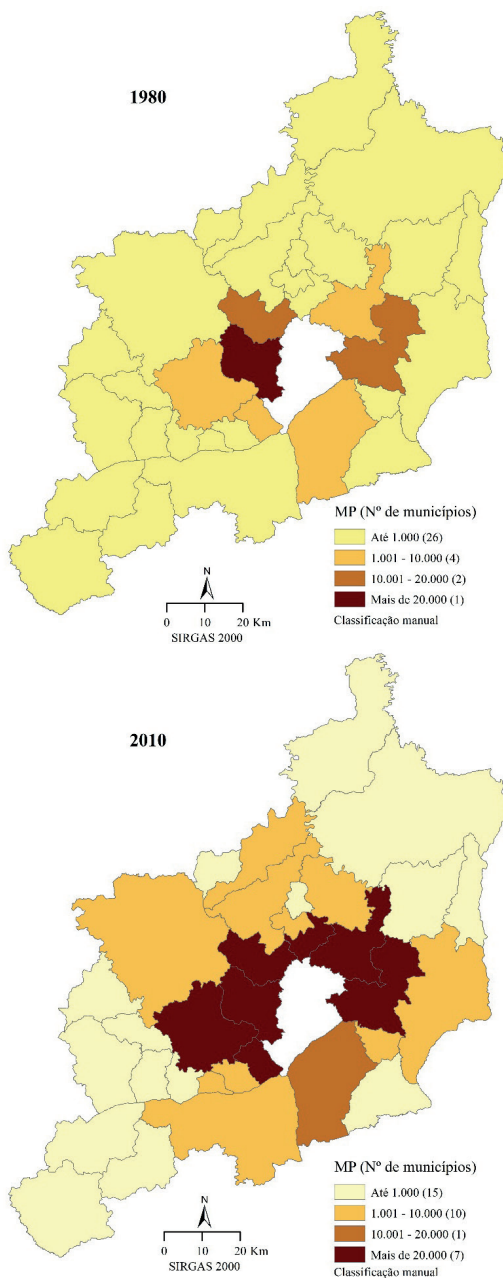 1980
MP (Nº de municípios)
Até 1.000 (26)
1.001 - 10.000 (4)
10.001 - 20.000 (2)
Mais de 20.000 (1)
Classificação manual
N
0 10 20 Km
SIRGAS 2000
2010
MP (Nº de municípios)
Até 1.000 (15)
1.001 - 10.000 (10)
10.001 - 20.000 (1)
Mais de 20.000 (7)
Classificação manual
N
0 10 20 Km
SIRGAS 2000